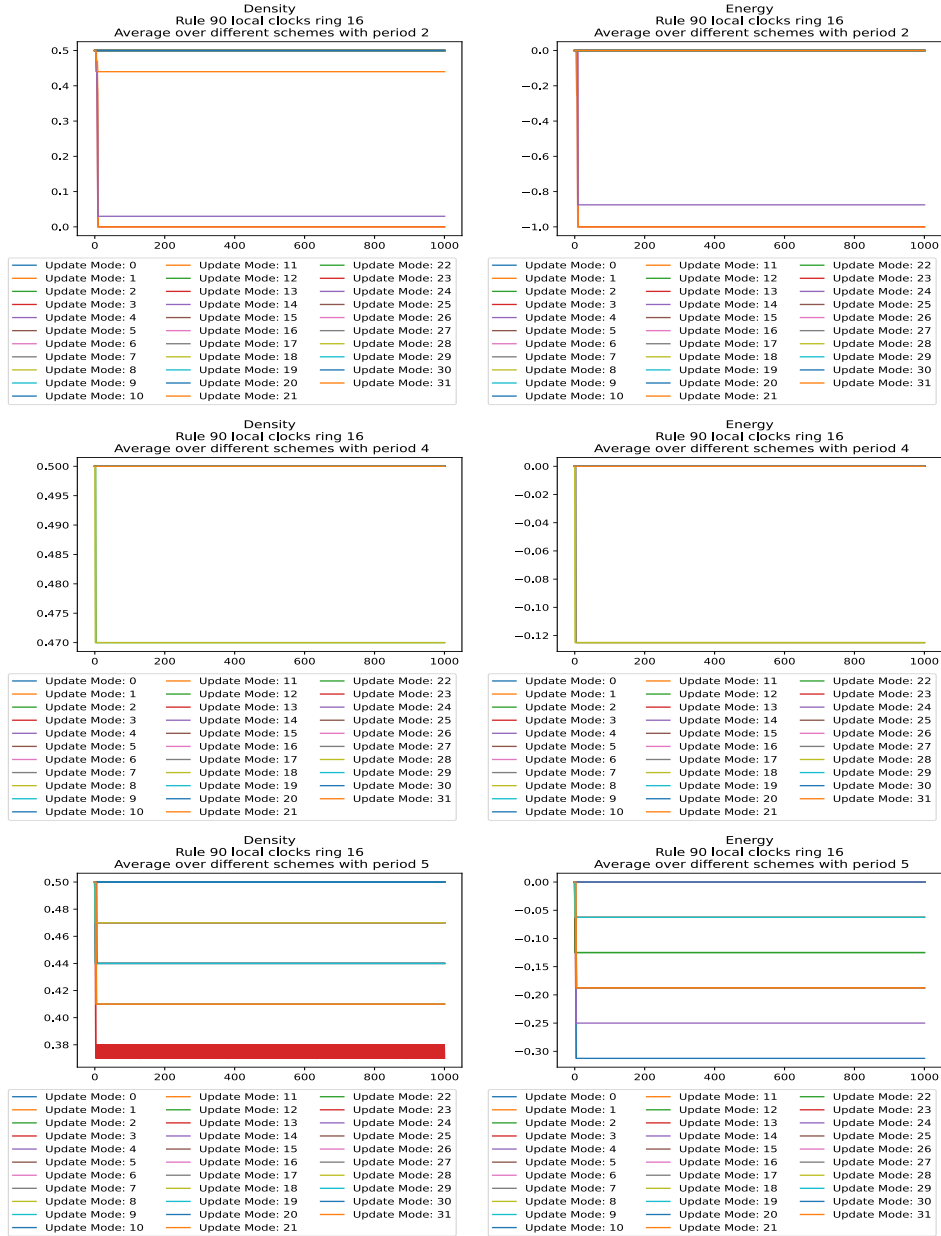 Density
Rule 90 local clocks ring 16
Average over different schemes with period 2
0.5
0.4
0.3
0.2
0.1
0.0
0 200 400 600 800 1000
Update Mode: 0 Update Mode: 11 Update Mode: 22
Update Mode: 1 Update Mode: 12 Update Mode: 23
Update Mode: 2 Update Mode: 13 Update Mode: 24
Update Mode: 3 Update Mode: 14 Update Mode: 25
Update Mode: 4 Update Mode: 15 Update Mode: 26
Update Mode: 5 Update Mode: 16 Update Mode: 27
Update Mode: 6 Update Mode: 17 Update Mode: 28
Update Mode: 7 Update Mode: 18 Update Mode: 29
Update Mode: 8 Update Mode: 19 Update Mode: 30
Update Mode: 9 Update Mode: 20 Update Mode: 31
Update Mode: 10 Update Mode: 21
Energy
Rule 90 local clocks ring 16
Average over different schemes with period 2
0.0
−0.2
−0.4
−0.6
−0.8
−1.0
0 200 400 600 800 1000
Update Mode: 0 Update Mode: 11 Update Mode: 22
Update Mode: 1 Update Mode: 12 Update Mode: 23
Update Mode: 2 Update Mode: 13 Update Mode: 24
Update Mode: 3 Update Mode: 14 Update Mode: 25
Update Mode: 4 Update Mode: 15 Update Mode: 26
Update Mode: 5 Update Mode: 16 Update Mode: 27
Update Mode: 6 Update Mode: 17 Update Mode: 28
Update Mode: 7 Update Mode: 18 Update Mode: 29
Update Mode: 8 Update Mode: 19 Update Mode: 30
Update Mode: 9 Update Mode: 20 Update Mode: 31
Update Mode: 10 Update Mode: 21
Density
Rule 90 local clocks ring 16
Average over different schemes with period 4
0.500
0.495
0.490
0.485
0.480
0.475
0.470
0 200 400 600 800 1000
Update Mode: 0 Update Mode: 11 Update Mode: 22
Update Mode: 1 Update Mode: 12 Update Mode: 23
Update Mode: 2 Update Mode: 13 Update Mode: 24
Update Mode: 3 Update Mode: 14 Update Mode: 25
Update Mode: 4 Update Mode: 15 Update Mode: 26
Update Mode: 5 Update Mode: 16 Update Mode: 27
Update Mode: 6 Update Mode: 17 Update Mode: 28
Update Mode: 7 Update Mode: 18 Update Mode: 29
Update Mode: 8 Update Mode: 19 Update Mode: 30
Update Mode: 9 Update Mode: 20 Update Mode: 31
Update Mode: 10 Update Mode: 21
Energy
Rule 90 local clocks ring 16
Average over different schemes with period 4
0.00
−0.02
−0.04
−0.06
−0.08
−0.10
−0.12
0 200 400 600 800 1000
Update Mode: 0 Update Mode: 11 Update Mode: 22
Update Mode: 1 Update Mode: 12 Update Mode: 23
Update Mode: 2 Update Mode: 13 Update Mode: 24
Update Mode: 3 Update Mode: 14 Update Mode: 25
Update Mode: 4 Update Mode: 15 Update Mode: 26
Update Mode: 5 Update Mode: 16 Update Mode: 27
Update Mode: 6 Update Mode: 17 Update Mode: 28
Update Mode: 7 Update Mode: 18 Update Mode: 29
Update Mode: 8 Update Mode: 19 Update Mode: 30
Update Mode: 9 Update Mode: 20 Update Mode: 31
Update Mode: 10 Update Mode: 21
Density
Rule 90 local clocks ring 16
Average over different schemes with period 5
0.50
0.48
0.46
0.44
0.42
0.40
0.38
0 200 400 600 800 1000
Update Mode: 0 Update Mode: 11 Update Mode: 22
Update Mode: 1 Update Mode: 12 Update Mode: 23
Update Mode: 2 Update Mode: 13 Update Mode: 24
Update Mode: 3 Update Mode: 14 Update Mode: 25
Update Mode: 4 Update Mode: 15 Update Mode: 26
Update Mode: 5 Update Mode: 16 Update Mode: 27
Update Mode: 6 Update Mode: 17 Update Mode: 28
Update Mode: 7 Update Mode: 18 Update Mode: 29
Update Mode: 8 Update Mode: 19 Update Mode: 30
Update Mode: 9 Update Mode: 20 Update Mode: 31
Update Mode: 10 Update Mode: 21
Energy
Rule 90 local clocks ring 16
Average over different schemes with period 5
0.00
−0.05
−0.10
−0.15
−0.20
−0.25
−0.30
0 200 400 600 800 1000
Update Mode: 0 Update Mode: 11 Update Mode: 22
Update Mode: 1 Update Mode: 12 Update Mode: 23
Update Mode: 2 Update Mode: 13 Update Mode: 24
Update Mode: 3 Update Mode: 14 Update Mode: 25
Update Mode: 4 Update Mode: 15 Update Mode: 26
Update Mode: 5 Update Mode: 16 Update Mode: 27
Update Mode: 6 Update Mode: 17 Update Mode: 28
Update Mode: 7 Update Mode: 18 Update Mode: 29
Update Mode: 8 Update Mode: 19 Update Mode: 30
Update Mode: 9 Update Mode: 20 Update Mode: 31
Update Mode: 10 Update Mode: 21